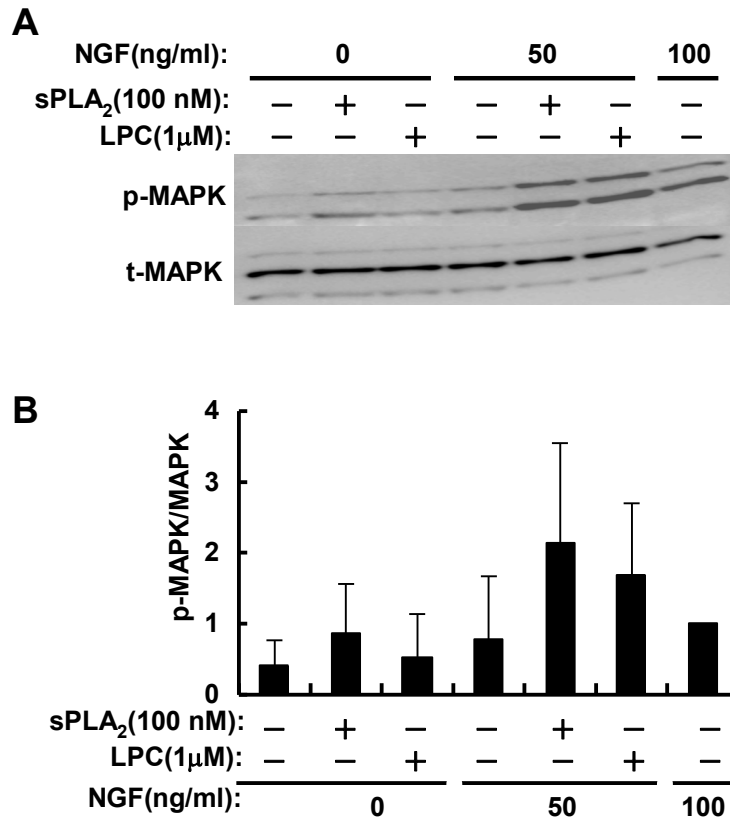 A
NGF(ng/ml): 0 50 100
sPLA₂(100 nM): − + − − + − −
LPC(1μM): − − + − − + −
p-MAPK
t-MAPK
B
p-MAPK/MAPK
4
3
2
1
0
sPLA₂(100 nM): − + − − + − −
LPC(1μM): − − + − − + −
NGF(ng/ml): 0 50 100